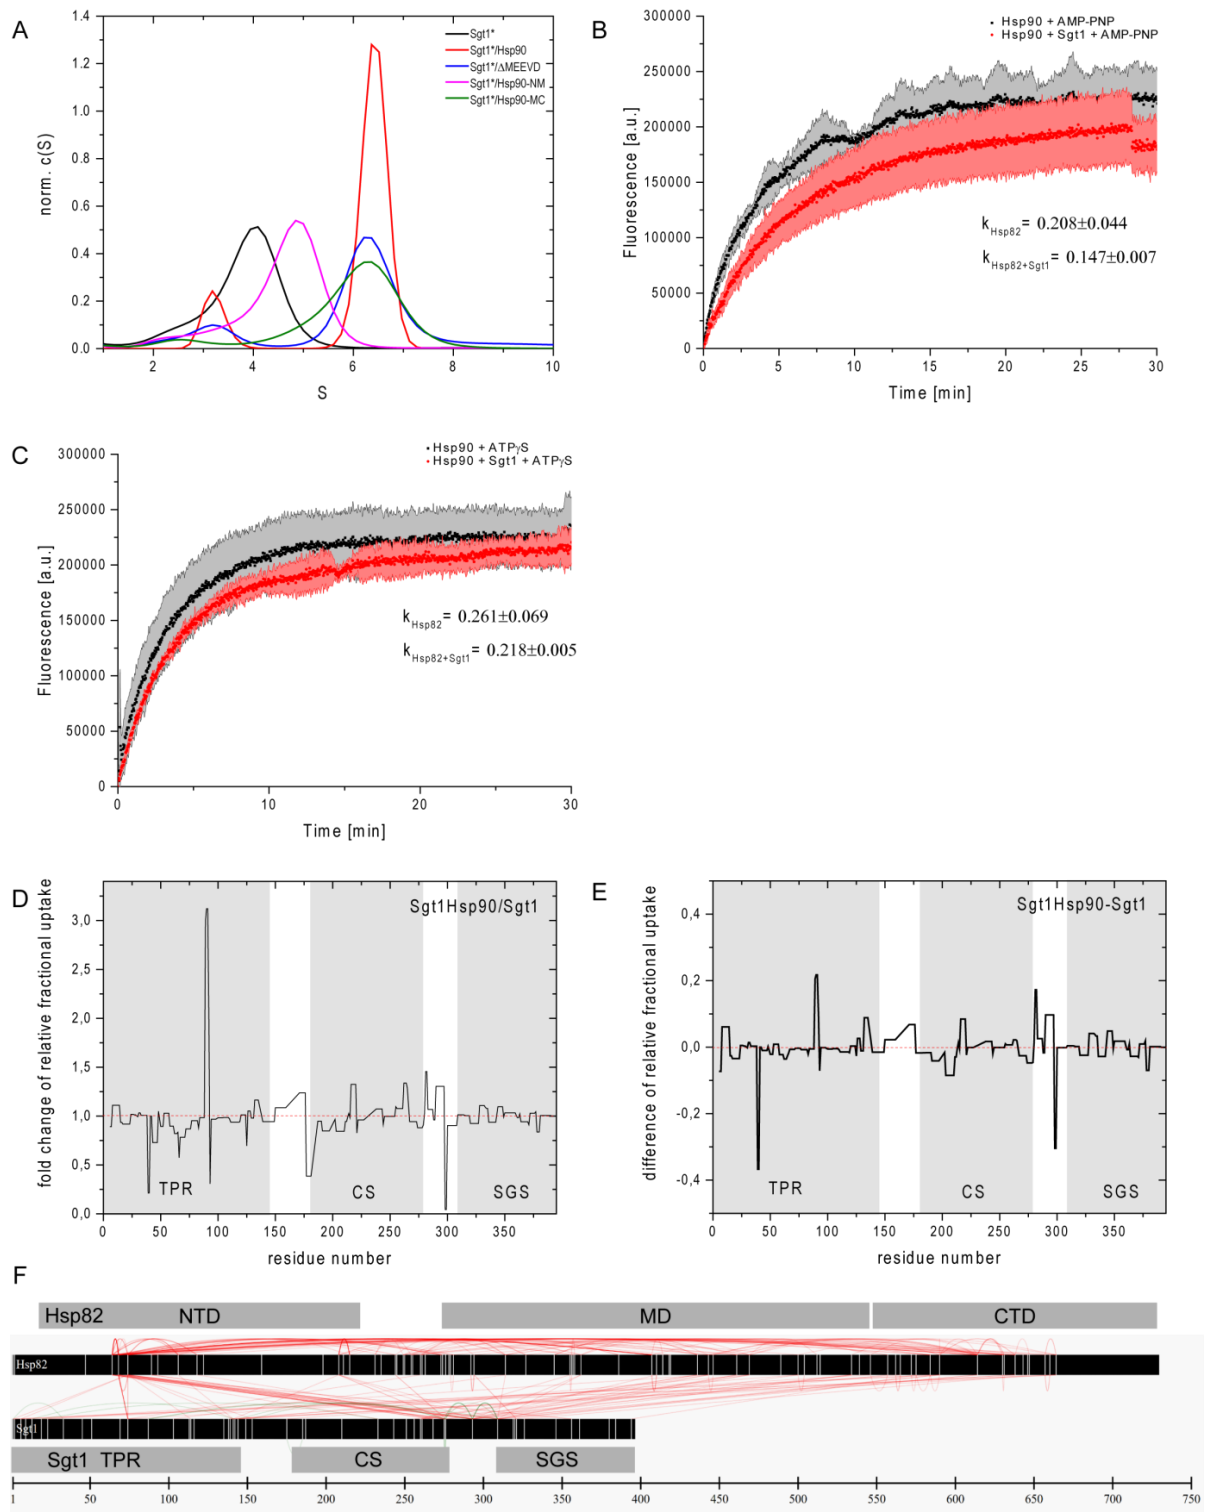 A
norm. c(S)
1.4
1.2
1.0
0.8
0.6
0.4
0.2
0.0
2 4 6 8 10
S
Sgt1*
Sgt1*/Hsp90
Sgt1*/ΔMEEVD
Sgt1*/Hsp90-NM
Sgt1*/Hsp90-MC
B
Fluorescence [a.u.]
300000
250000
200000
150000
100000
50000
0
0 5 10 15 20 25 30
Time [min]
Hsp90 + AMP-PNP
Hsp90 + Sgt1 + AMP-PNP
kHsp82= 0.208±0.044
kHsp82+Sgt1= 0.147±0.007
C
Fluorescence [a.u.]
300000
250000
200000
150000
100000
50000
0
0 10 20 30
Time [min]
Hsp90 + ATPγS
Hsp90 + Sgt1 + ATPγS
kHsp82= 0.261±0.069
kHsp82+Sgt1= 0.218±0.005
D
fold change of relative fractional uptake
3,0
2,5
2,0
1,5
1,0
0,5
0,0
0 50 100 150 200 250 300 350
residue number
Sgt1Hsp90/Sgt1
TPR CS SGS
E
difference of relative fractional uptake
0,4
0,2
0,0
-0,2
-0,4
0 50 100 150 200 250 300 350
residue number
Sgt1Hsp90-Sgt1
TPR CS SGS
F
Hsp82 NTD MD CTD
Hsp82
Sgt1
Sgt1 TPR CS SGS
1 50 100 150 200 250 300 350 400 450 500 550 600 650 700 750